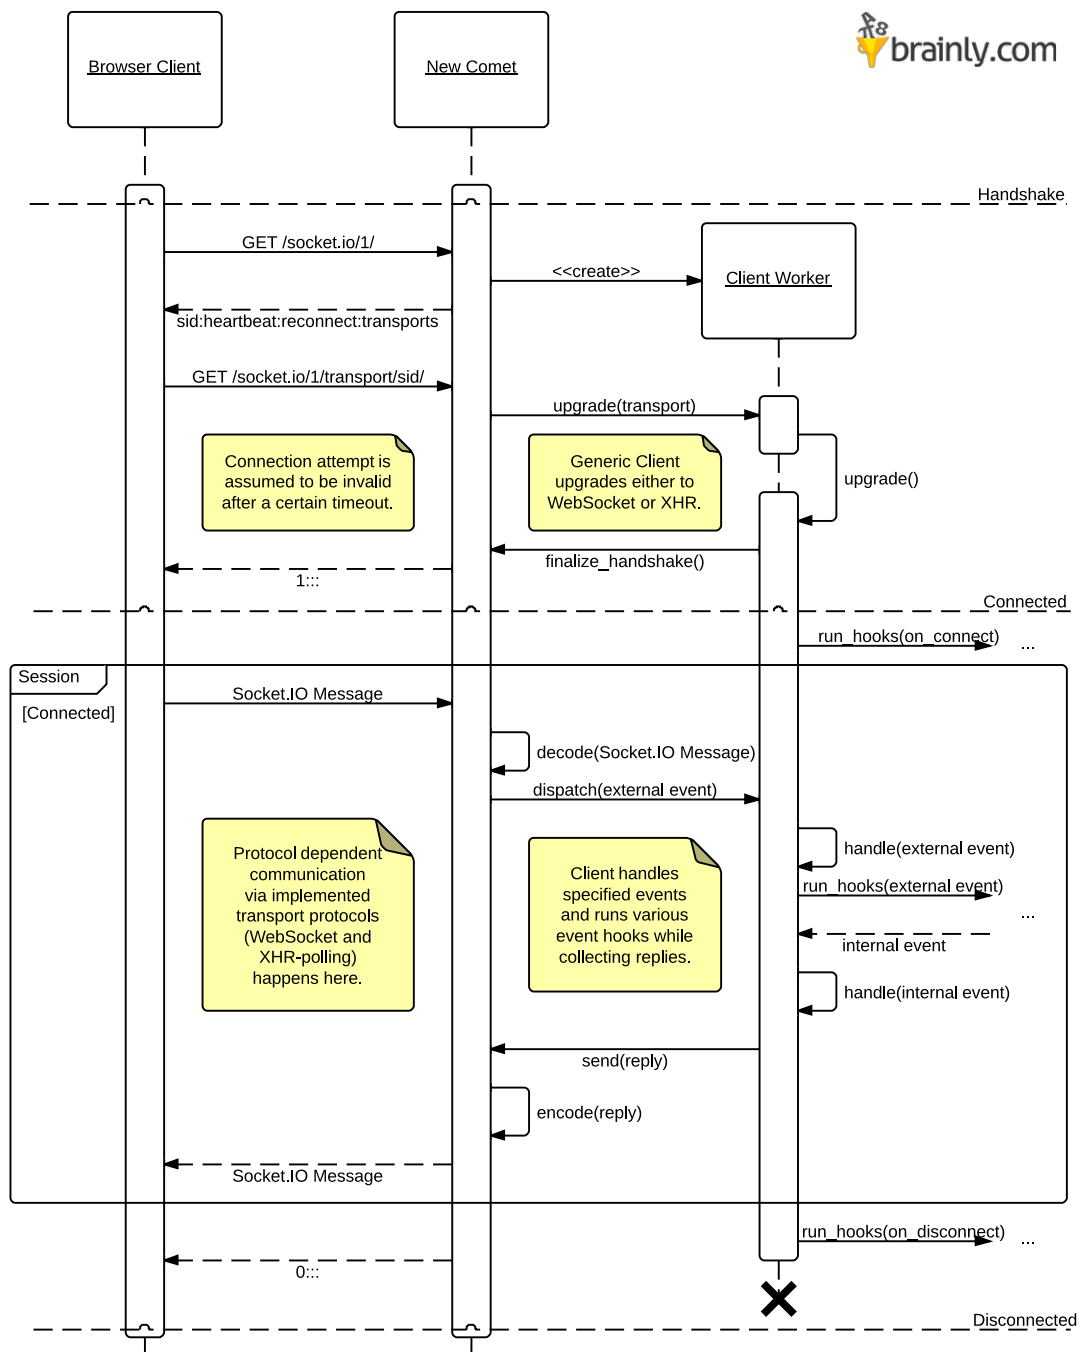 Browser Client
New Comet
brainly.com
Handshake
GET /socket.io/1/
<<create>>
Client Worker
sid:heartbeat:reconnect:transports
GET /socket.io/1/transport/sid/
upgrade(transport)
Connection attempt is
assumed to be invalid
after a certain timeout.
Generic Client
upgrades either to
WebSocket or XHR.
upgrade()
finalize_handshake()
1:::
Connected
run_hooks(on_connect)
...
Session
[Connected]
Socket.IO Message
decode(Socket.IO Message)
dispatch(external event)
Protocol dependent
communication
via implemented
transport protocols
(WebSocket and
XHR-polling)
happens here.
Client handles
specified events
and runs various
event hooks while
collecting replies.
handle(external event)
run_hooks(external event)
...
internal event
handle(internal event)
send(reply)
encode(reply)
Socket.IO Message
run_hooks(on_disconnect)
...
0:::
Disconnected